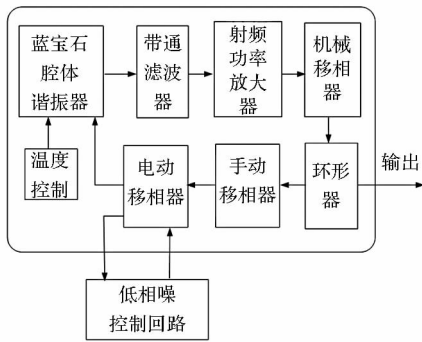 蓝宝石
腔体
谐振器
带通
滤波
器
射频
功率
放大
器
机械
移相
器
温度
控制
电动
移相器
手动
移相器
环形
器
输出
低相噪
控制回路